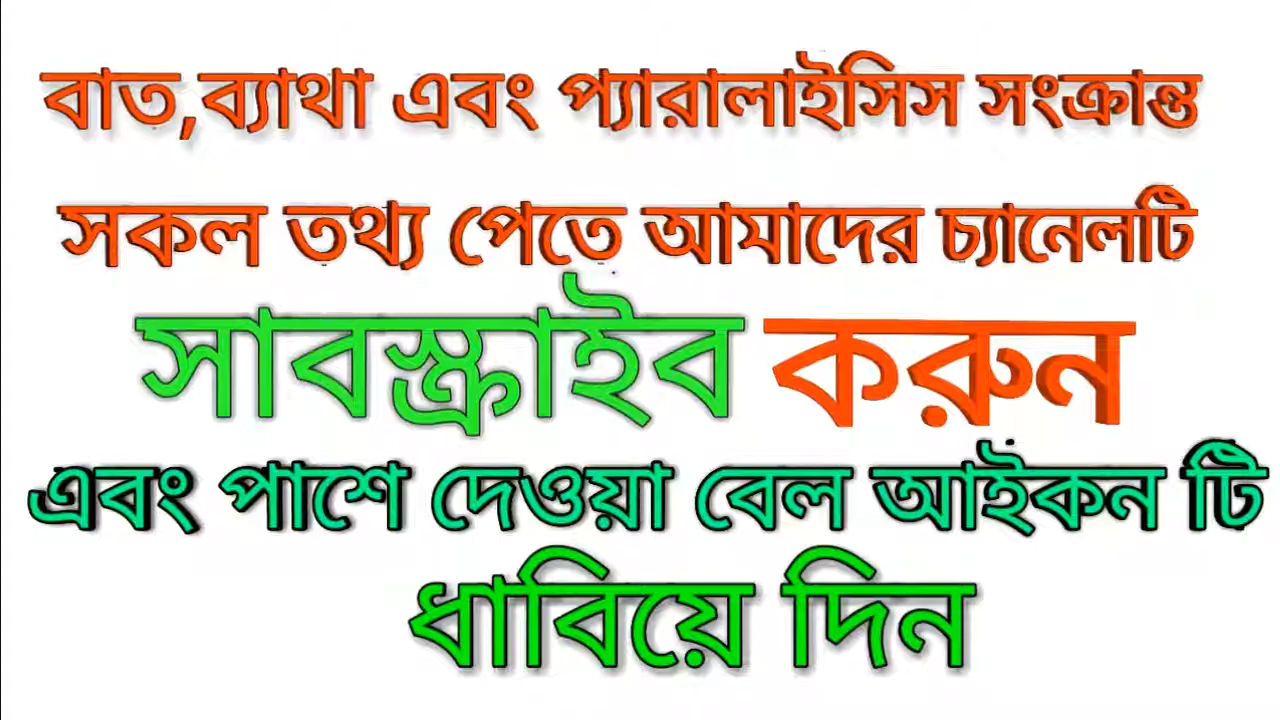 বাত,ব্যাথা এবং প্যারালাইসিস সংক্রান্ত
সকল তথ্য পেতে আমাদের চ্যানেলটি
সাবস্ক্রাইব করুন
এবং পাশে দেওয়া বেল আইকন টি
ধাবিয়ে দিন